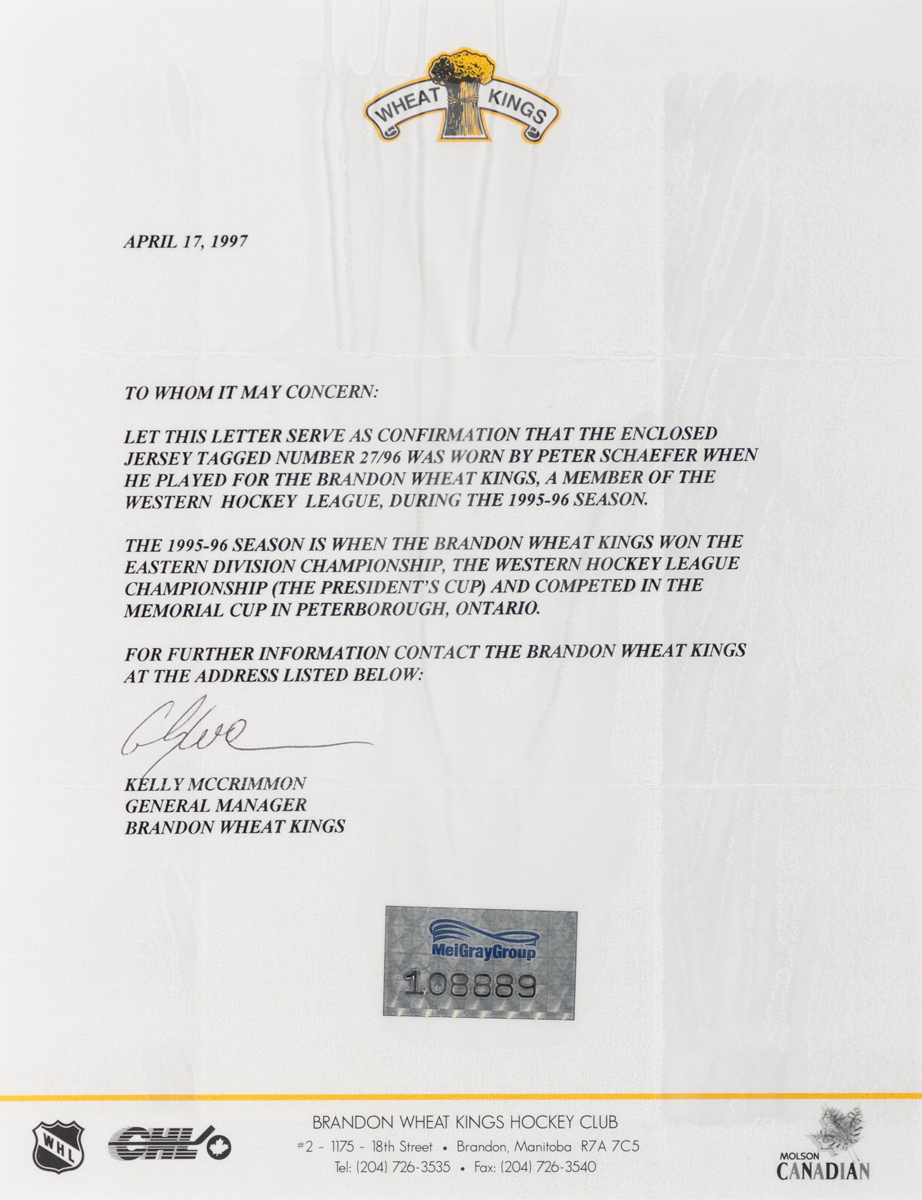 WHEAT KINGS
APRIL 17, 1997
TO WHOM IT MAY CONCERN:
LET THIS LETTER SERVE AS CONFIRMATION THAT THE ENCLOSED
JERSEY TAGGED NUMBER 27/96 WAS WORN BY PETER SCHAEFER WHEN
HE PLAYED FOR THE BRANDON WHEAT KINGS, A MEMBER OF THE
WESTERN HOCKEY LEAGUE, DURING THE 1995-96 SEASON.
THE 1995-96 SEASON IS WHEN THE BRANDON WHEAT KINGS WON THE
EASTERN DIVISION CHAMPIONSHIP, THE WESTERN HOCKEY LEAGUE
CHAMPIONSHIP (THE PRESIDENT'S CUP) AND COMPETED IN THE
MEMORIAL CUP IN PETERBOROUGH, ONTARIO.
FOR FURTHER INFORMATION CONTACT THE BRANDON WHEAT KINGS
AT THE ADDRESS LISTED BELOW:
KELLY MCCRIMMON
GENERAL MANAGER
BRANDON WHEAT KINGS
MeiGrayGroup
108889
BRANDON WHEAT KINGS HOCKEY CLUB
#2 - 1175 - 18th Street • Brandon, Manitoba R7A 7C5
Tel: (204) 726-3535 • Fax: (204) 726-3540
WHL
CHL
MOLSON
CANADIAN